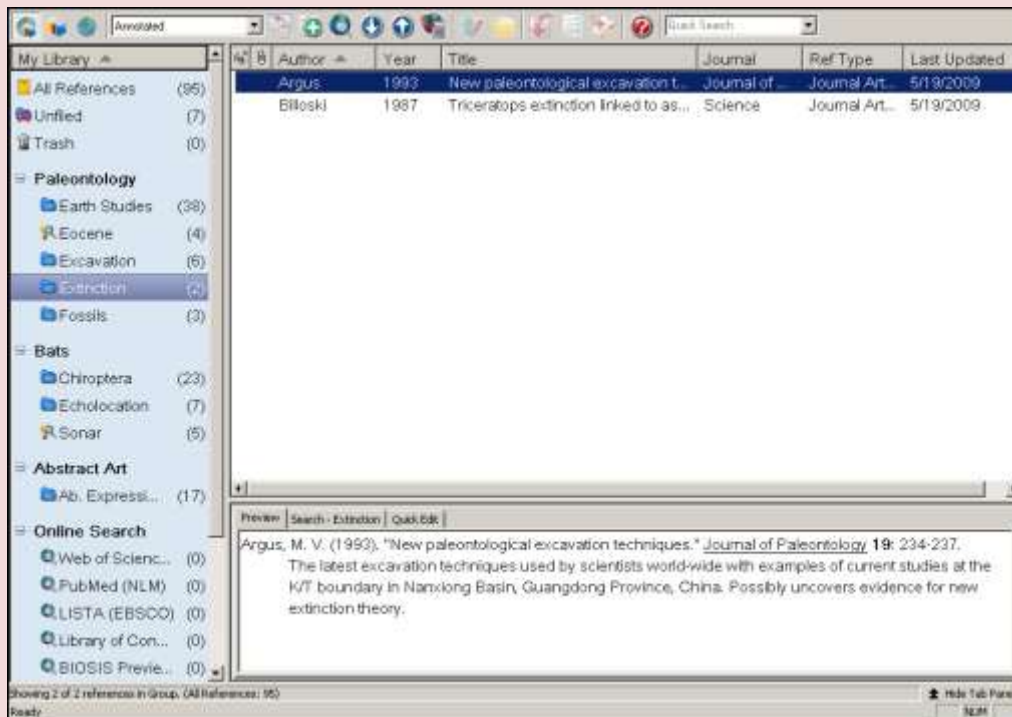 Annotated
Quick Search
My Library
All References (95)
Unfiled (7)
Trash (0)
Paleontology
Earth Studies (38)
Eocene (4)
Excavation (6)
Extinction (2)
Fossils (3)
Bats
Chiroptera (23)
Echolocation (7)
Sonar (5)
Abstract Art
Ab. Expressi... (17)
Online Search
Web of Scienc... (0)
PubMed (NLM) (0)
LISTA (EBSCO) (0)
Library of Con... (0)
BIOSIS Previe... (0)
Author Year Title Journal Ref Type Last Updated
Argus 1993 New paleontological excavation t... Journal of ... Journal Art... 5/19/2009
Billoski 1987 Triceratops extinction linked to as... Science Journal Art... 5/19/2009
Preview Search - Extinction Quick Edit
Argus, M. V. (1993). "New paleontological excavation techniques." Journal of Paleontology 19: 234-237.
The latest excavation techniques used by scientists world-wide with examples of current studies at the
K/T boundary in Nanxiong Basin, Guangdong Province, China. Possibly uncovers evidence for new
extinction theory.
Showing 2 of 2 references in Group. (All References: 95)
Hide Tab Pane
Ready
NUM